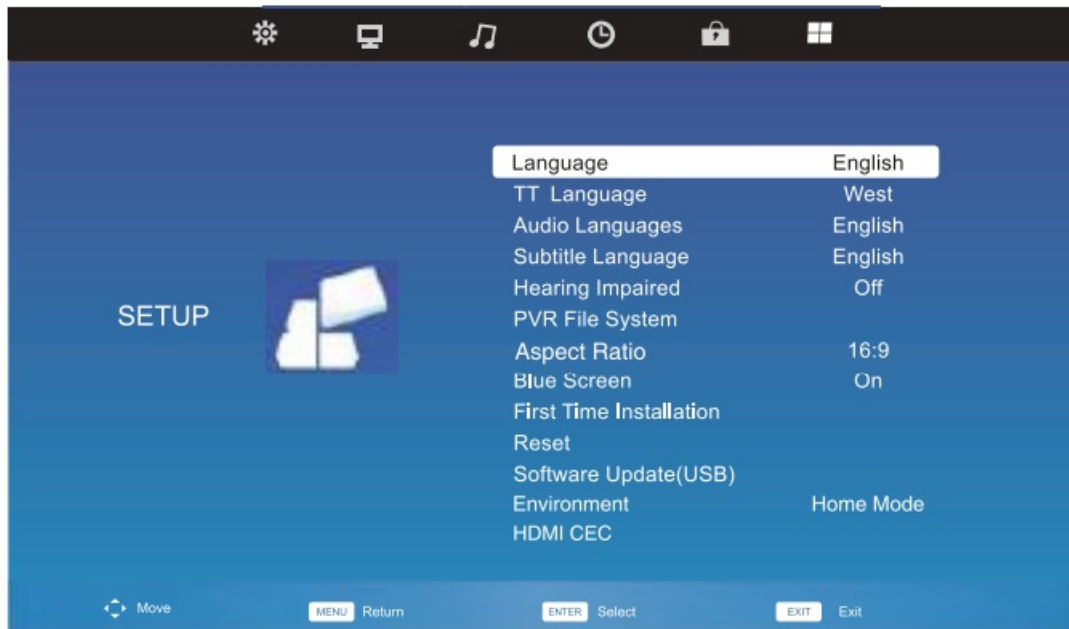 Language English
TT Language West
Audio Languages English
Subtitle Language English
Hearing Impaired Off
SETUP
PVR File System
Aspect Ratio 16:9
Blue Screen On
First Time Installation
Reset
Software Update(USB)
Environment Home Mode
HDMI CEC
Move MENU Return ENTER Select EXIT Exit